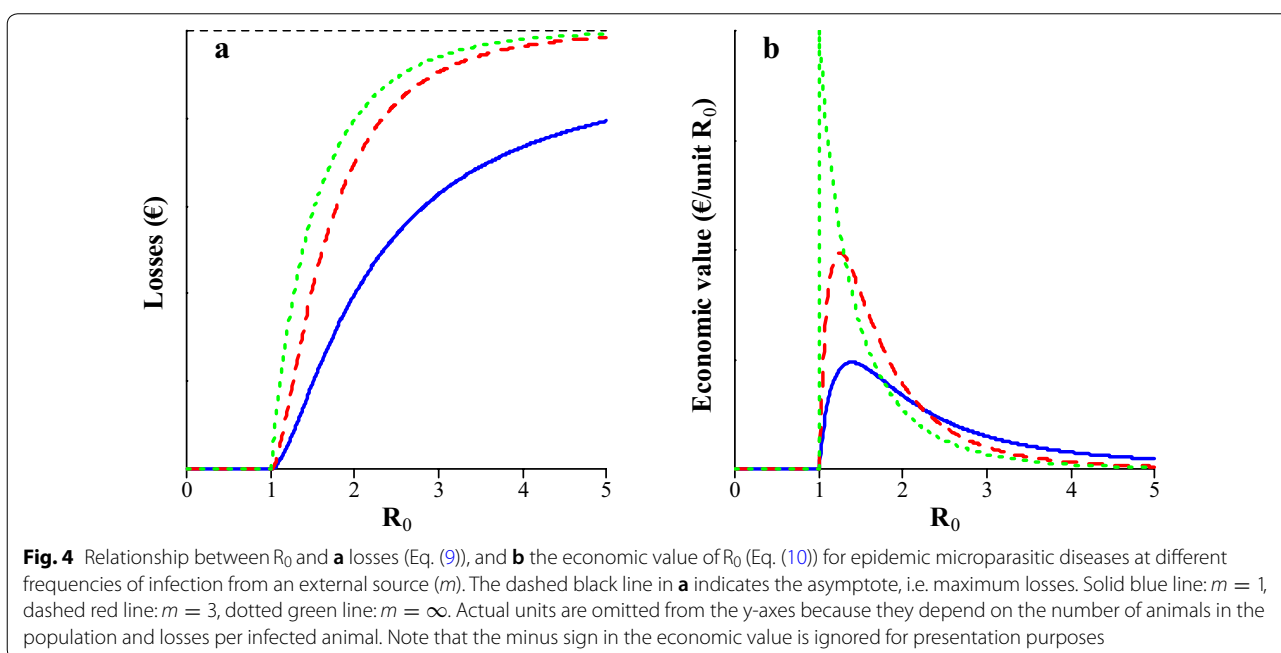 a
Losses (€)
0 1 2 3 4 5
R0
b
Economic value (€/unit R0)
0 1 2 3 4 5
R0
Fig. 4 Relationship between R0 and a losses (Eq. (9)), and b the economic value of R0 (Eq. (10)) for epidemic microparasitic diseases at different
frequencies of infection from an external source (m). The dashed black line in a indicates the asymptote, i.e. maximum losses. Solid blue line: m = 1,
dashed red line: m = 3, dotted green line: m = ∞. Actual units are omitted from the y-axes because they depend on the number of animals in the
population and losses per infected animal. Note that the minus sign in the economic value is ignored for presentation purposes